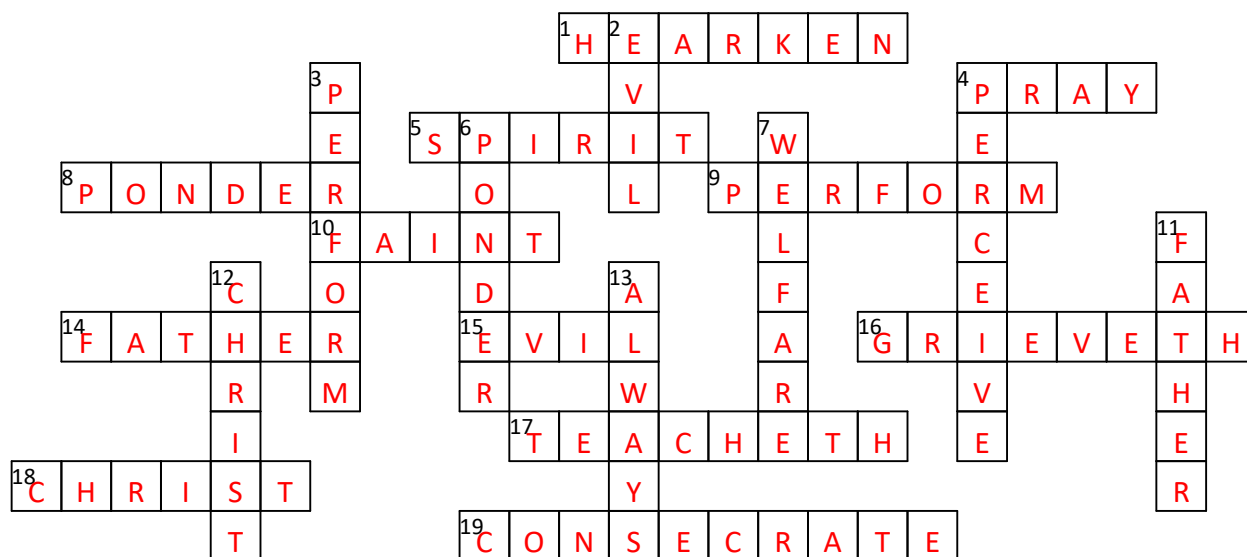 1 H 2 E A R K E N
3 P V 4 P R A Y
E 5 S 6 P I R I T 7 W E
8 P O N D E R O L 9 P E R F O R M
10 F A I N T L C 11 F
12 C O D 13 A F E A
14 F A T H E R 15 E V I L A 16 G R I E V E T H
R M R W R V H
I 17 T E A C H E T H E E
18 C H R I S T Y R
T 19 C O N S E C R A T E